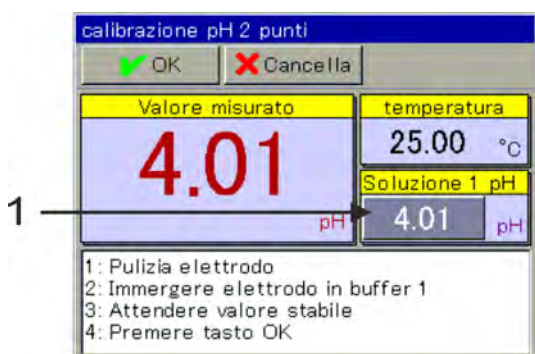 calibrazione pH 2 punti
OK Cancella
Valore misurato
4.01
pH
temperatura
25.00 °C
Soluzione 1 pH
4.01 pH
1
1: Pulizia elettrodo
2: Immergere elettrodo in buffer 1
3: Attendere valore stabile
4: Premere tasto OK